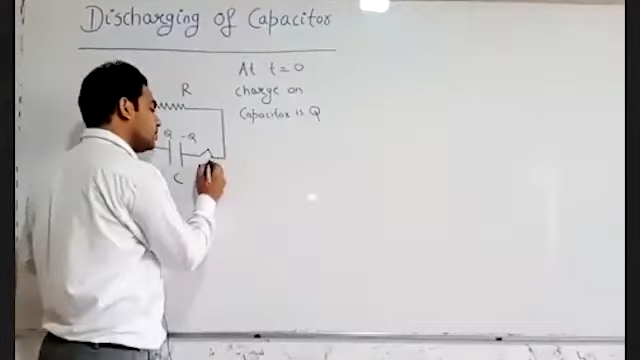 Discharging of Capacitor
At t=0
R
charge on
Capacitor is Q
Q -Q
C